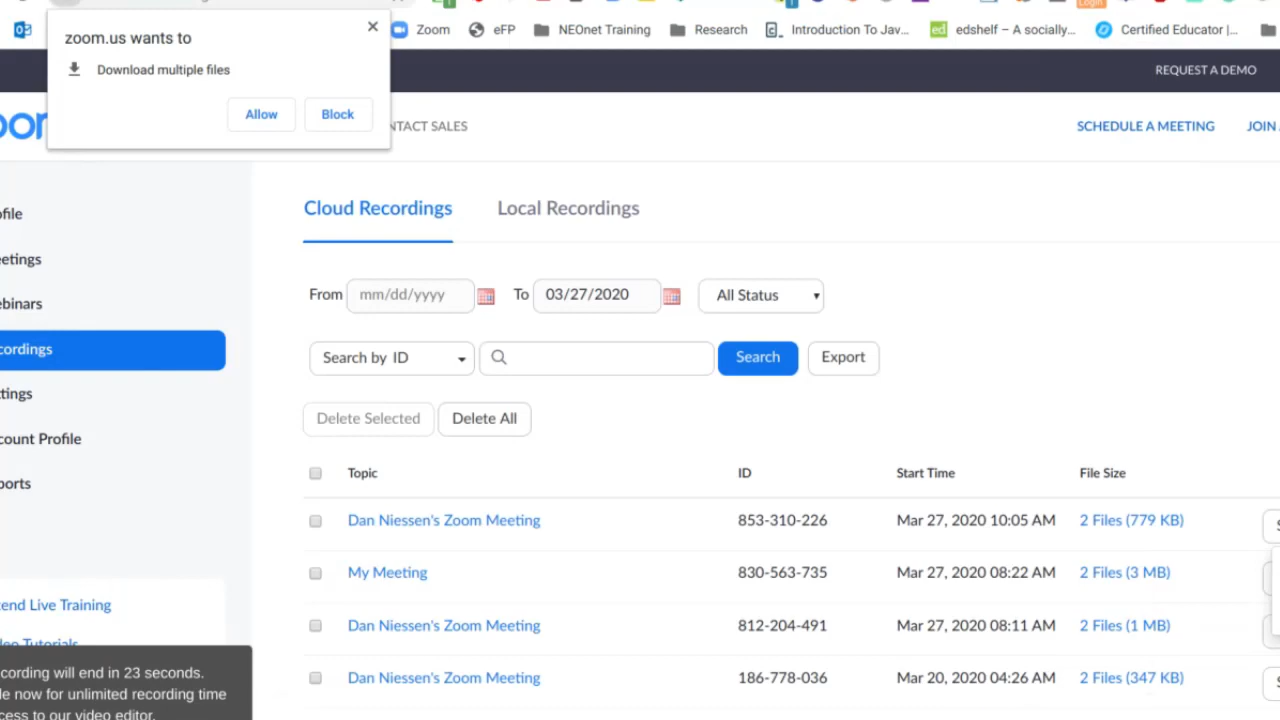 Login
zoom.us wants to
Download multiple files
Allow
Block
Zoom
eFP
NEOnet Training
Research
Introduction To Jav...
ed
edshelf – A socially...
Certified Educator |...
REQUEST A DEMO
NTACT SALES
SCHEDULE A MEETING
JOIN
ofile
eetings
ebinars
cordings
tings
count Profile
ports
Cloud Recordings
Local Recordings
From mm/dd/yyyy To 03/27/2020 All Status
Search by ID Search Export
Delete Selected Delete All
Topic ID Start Time File Size
Dan Niessen's Zoom Meeting 853-310-226 Mar 27, 2020 10:05 AM 2 Files (779 KB)
My Meeting 830-563-735 Mar 27, 2020 08:22 AM 2 Files (3 MB)
Dan Niessen's Zoom Meeting 812-204-491 Mar 27, 2020 08:11 AM 2 Files (1 MB)
Dan Niessen's Zoom Meeting 186-778-036 Mar 20, 2020 04:26 AM 2 Files (347 KB)
tend Live Training
deo Tutorials
cording will end in 23 seconds.
le now for unlimited recording time
cess to our video editor.